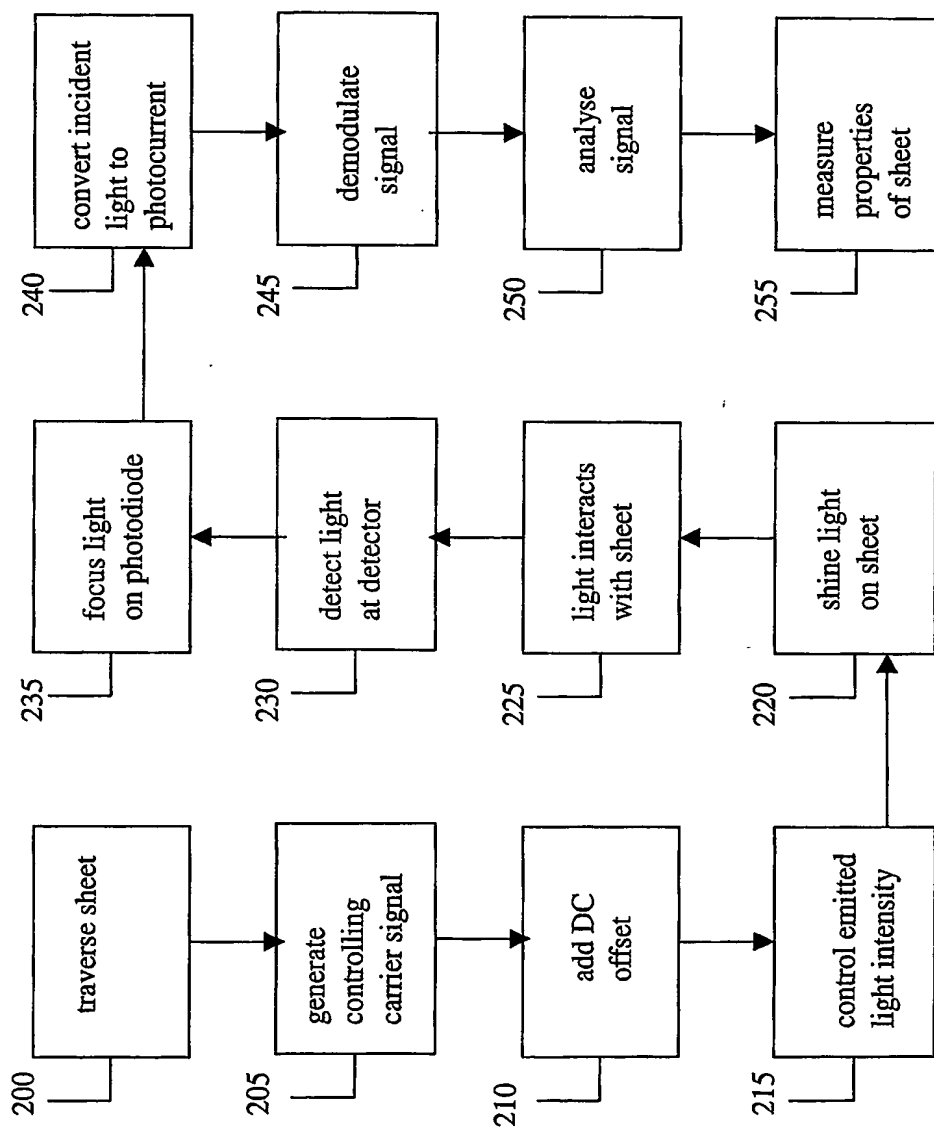 200
traverse sheet
205
generate
controlling
carrier signal
210
add DC
offset
215
control emitted
light intensity
220
shine light
on sheet
225
light interacts
with sheet
230
detect light
at detector
235
focus light
on photodiode
240
convert incident
light to
photocurrent
245
demodulate
signal
250
analyse
signal
255
measure
properties
of sheet